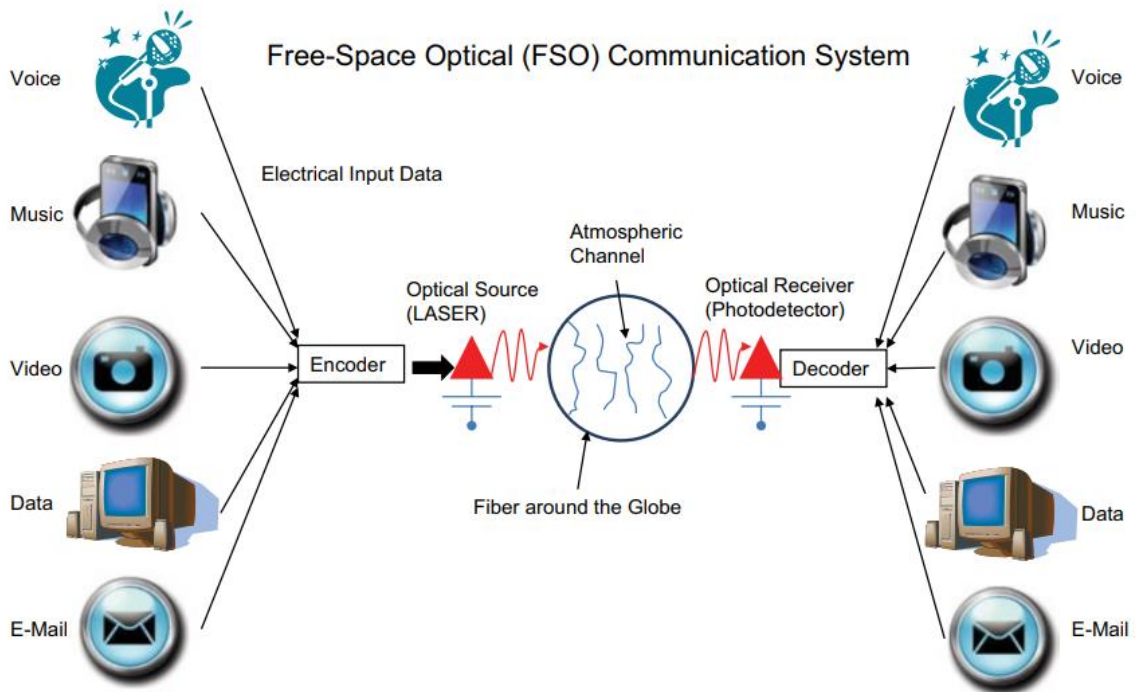 Free-Space Optical (FSO) Communication System
Voice
Music
Video
Data
E-Mail
Electrical Input Data
Encoder
Optical Source
(LASER)
Atmospheric
Channel
Fiber around the Globe
Optical Receiver
(Photodetector)
Decoder
Voice
Music
Video
Data
E-Mail